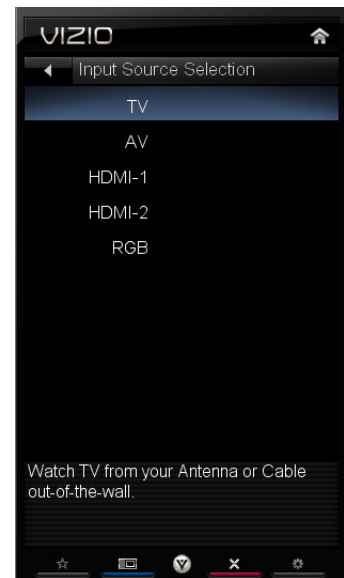 VIZIO
Input Source Selection
TV
AV
HDMI-1
HDMI-2
RGB
Watch TV from your Antenna or Cable
out-of-the-wall.